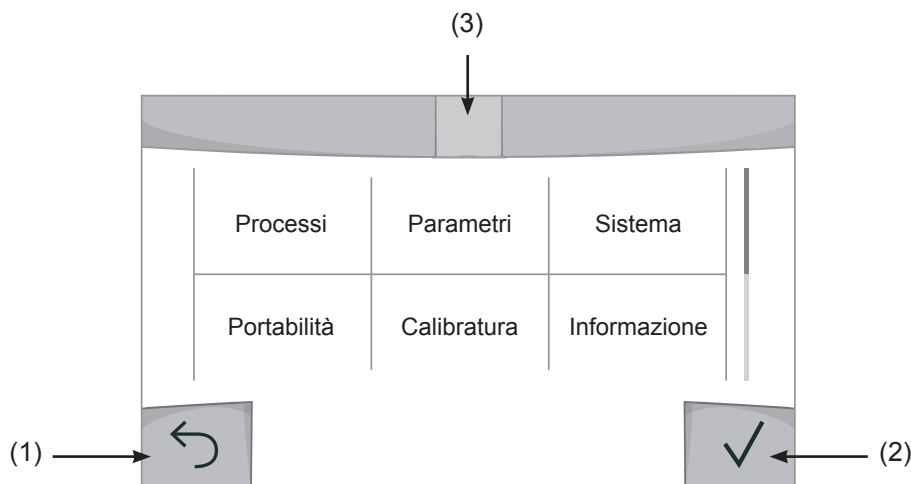 (3)
Processi Parametri Sistema
Portabilità Calibratura Informazione
(1) (2)